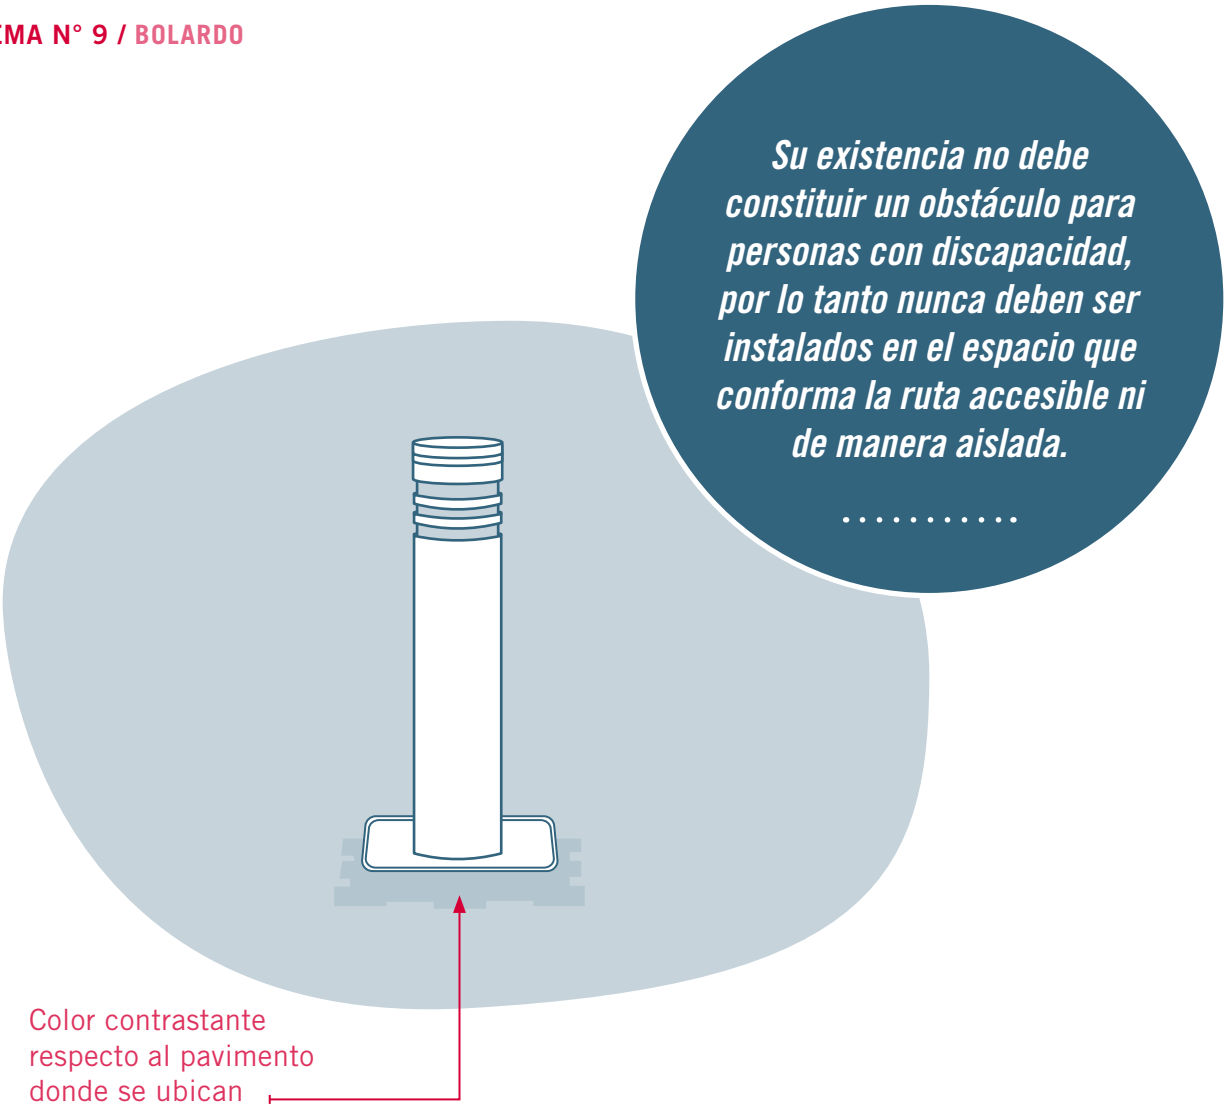 EMA N° 9 / BOLARDO
Su existencia no debe
constituir un obstáculo para
personas con discapacidad,
por lo tanto nunca deben ser
instalados en el espacio que
conforma la ruta accesible ni
de manera aislada.
...........
Color contrastante
respecto al pavimento
donde se ubican